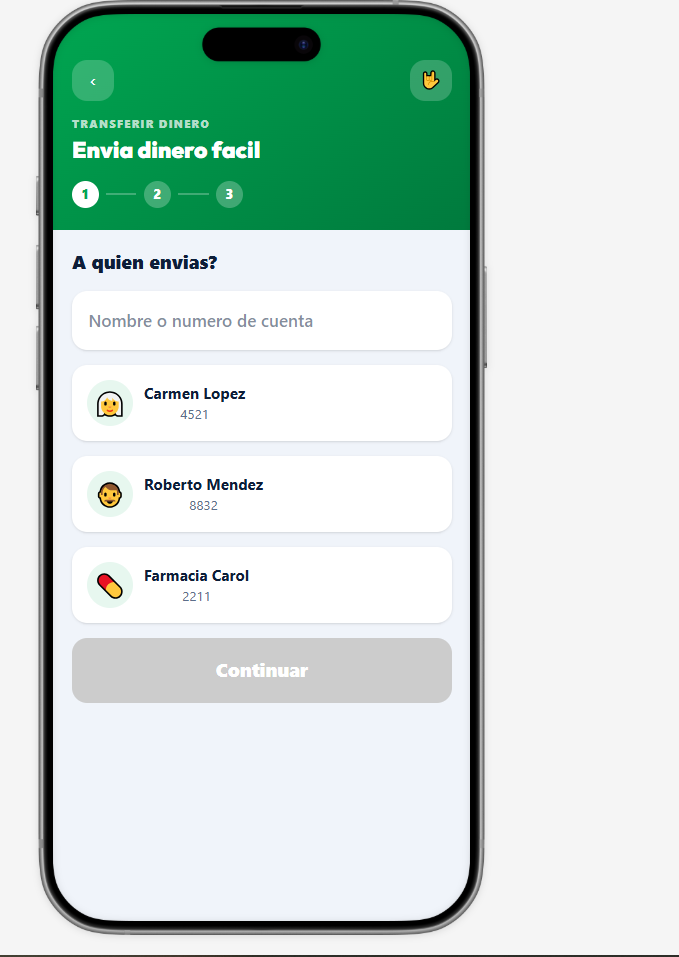 ‹
TRANSFERIR DINERO
Envia dinero facil
1 2 3
A quien envias?
Nombre o numero de cuenta
Carmen Lopez
4521
Roberto Mendez
8832
Farmacia Carol
2211
Continuar